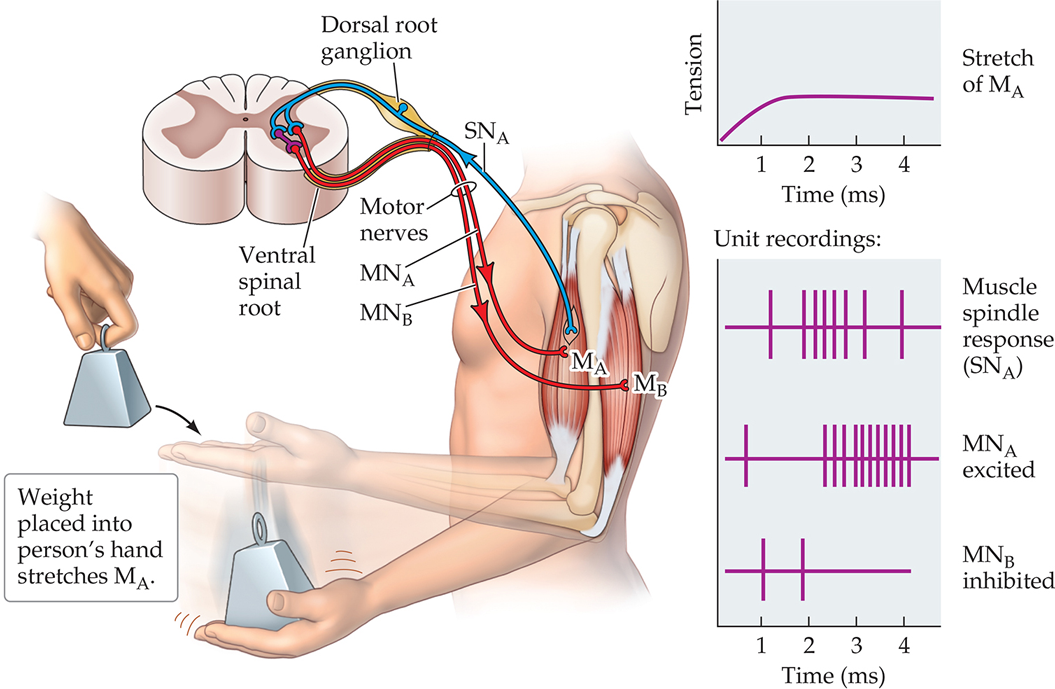 Dorsal root
ganglion
SNA
Motor
nerves
MNA
MNB
Ventral
spinal
root
MA
MB
Weight
placed into
person's hand
stretches MA.
Tension
Stretch
of MA
1 2 3 4
Time (ms)
Unit recordings:
Muscle
spindle
response
(SNA)
MNA
excited
MNB
inhibited
1 2 3 4
Time (ms)